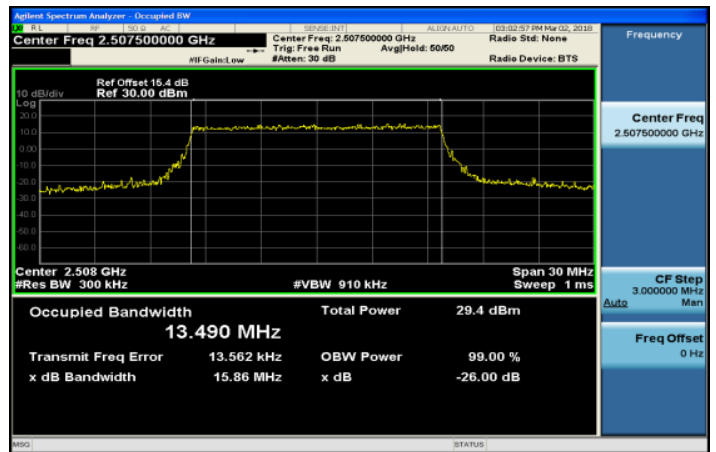 Agilent Spectrum Analyzer - Occupied BW
RL RF 50 Ω AC SENSE:INT ALIGN AUTO 03:02:57 PM Mar 02, 2018
Center Freq 2.507500000 GHz
Center Freq: 2.507500000 GHz
Radio Std: None
Trig: Free Run Avg|Hold: 50/50
#IFGain:Low
#Atten: 30 dB
Radio Device: BTS
Ref Offset 15.4 dB
10 dB/div Ref 30.00 dBm
Log
20.0
10.0
0.00
-10.0
-20.0
-30.0
-40.0
-50.0
-60.0
Center 2.508 GHz
Span 30 MHz
#Res BW 300 kHz
#VBW 910 kHz
Sweep 1 ms
Occupied Bandwidth
Total Power 29.4 dBm
13.490 MHz
Transmit Freq Error 13.562 kHz
OBW Power 99.00 %
x dB Bandwidth 15.86 MHz
x dB -26.00 dB
MSG
STATUS
Frequency
Center Freq
2.507500000 GHz
CF Step
3.000000 MHz
Auto Man
Freq Offset
0 Hz